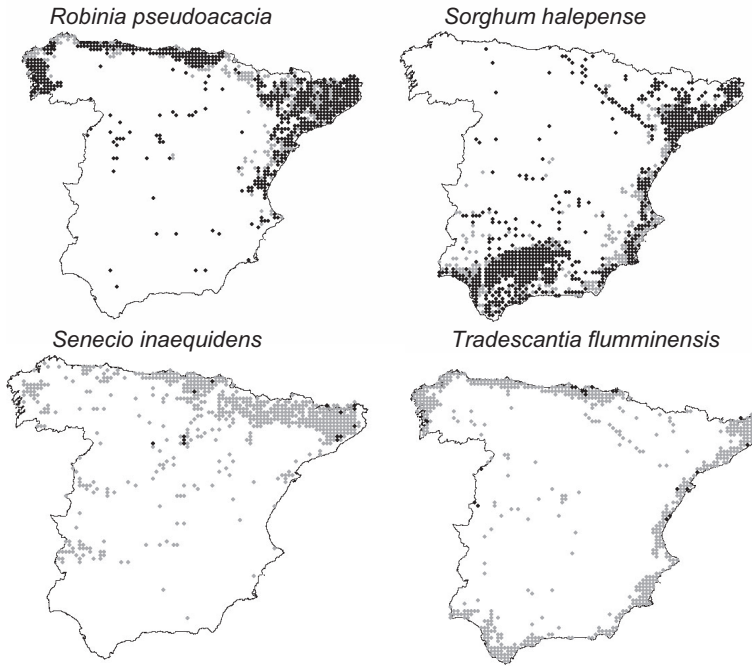 Robinia pseudoacacia
Sorghum halepense
Senecio inaequidens
Tradescantia flumminensis